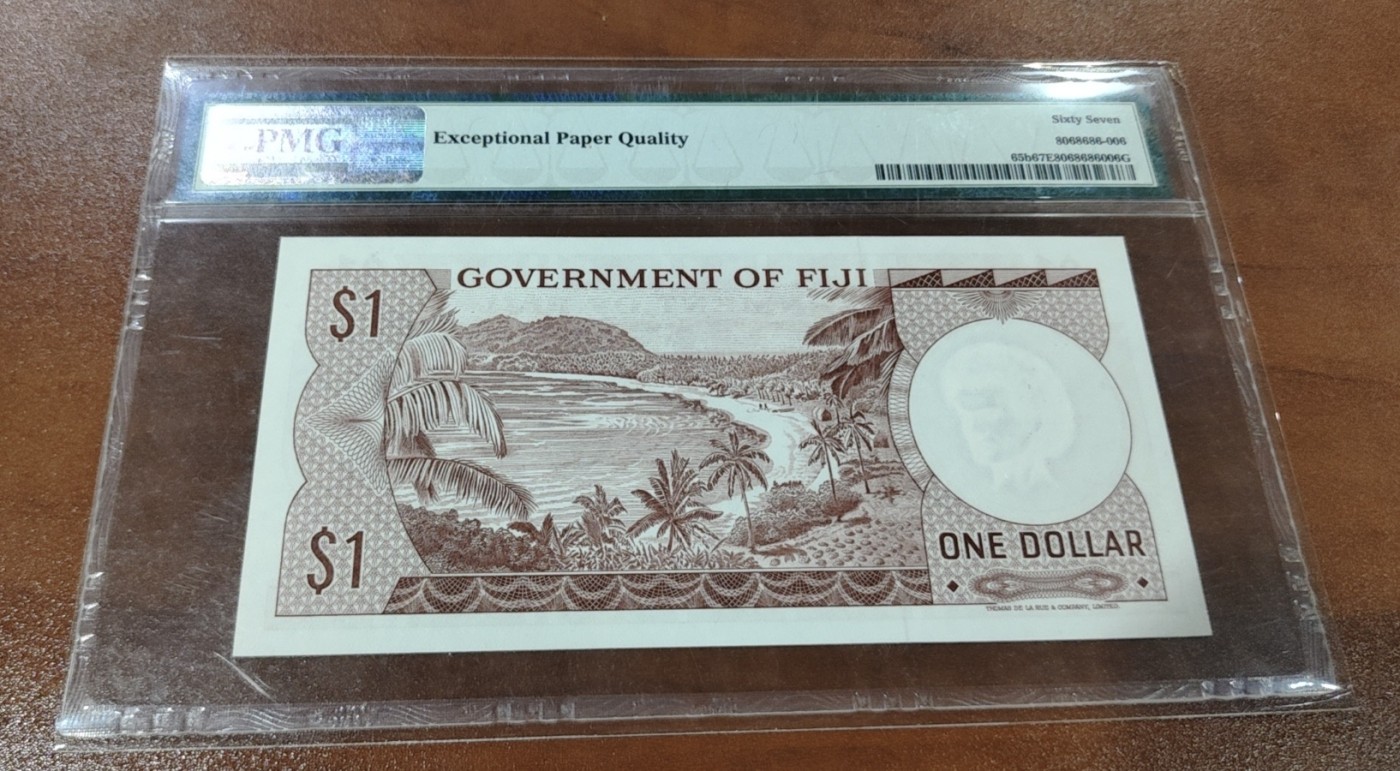 PMG
Exceptional Paper Quality
Sixty Seven
8068686-006
65b67E8068686006G
GOVERNMENT OF FIJI
$1
$1
ONE DOLLAR
THOMAS DE LA RUE & COMPANY, LIMITED